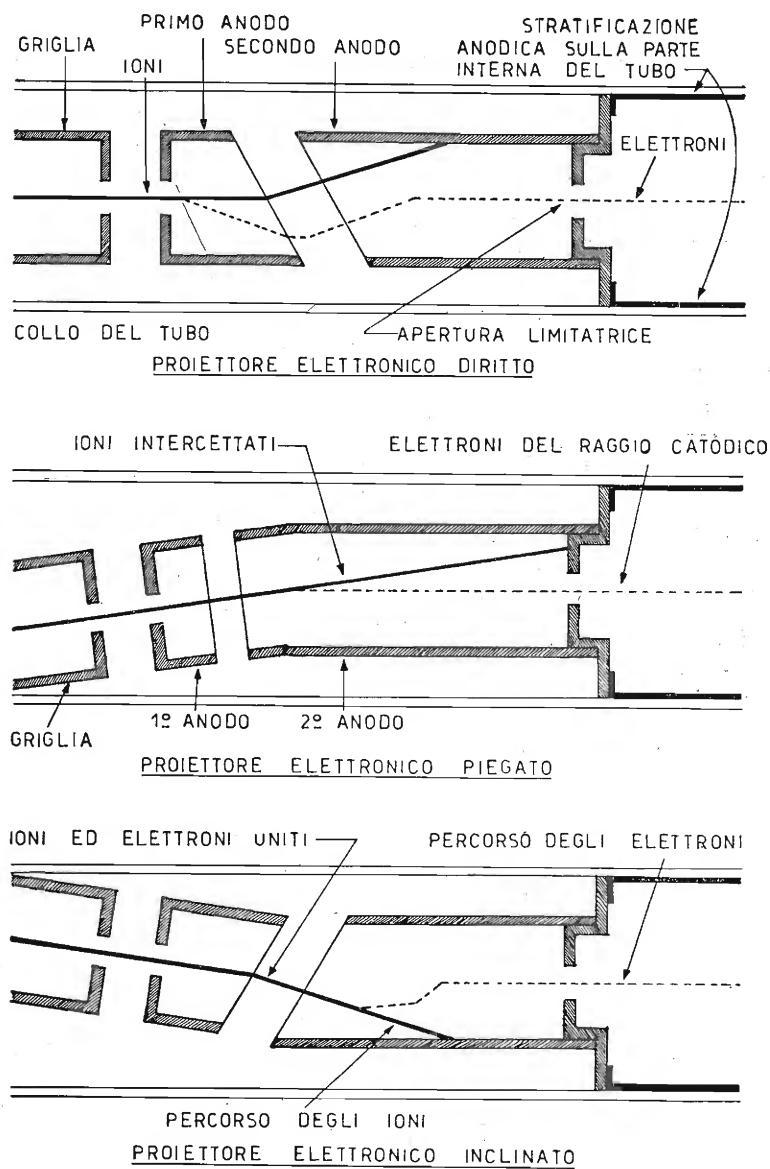 PRIMO ANODO
STRATIFICAZIONE
GRIGLIA
SECONDO ANODO
ANODICA SULLA PARTE
IONI
INTERNA DEL TUBO
ELETTRONI
COLLO DEL TUBO
APERTURA LIMITATRICE
PROIETTORE ELETTRONICO DIRITTO
IONI INTERCETTATI
ELETTRONI DEL RAGGIO CATÒDICO
1º ANODO
2º ANODO
GRIGLIA
PROIETTORE ELETTRONICO PIEGATO
IONI ED ELETTRONI UNITI
PERCORSO DEGLI ELETTRONI
PERCORSO DEGLI IONI
PROIETTORE ELETTRONICO INCLINATO